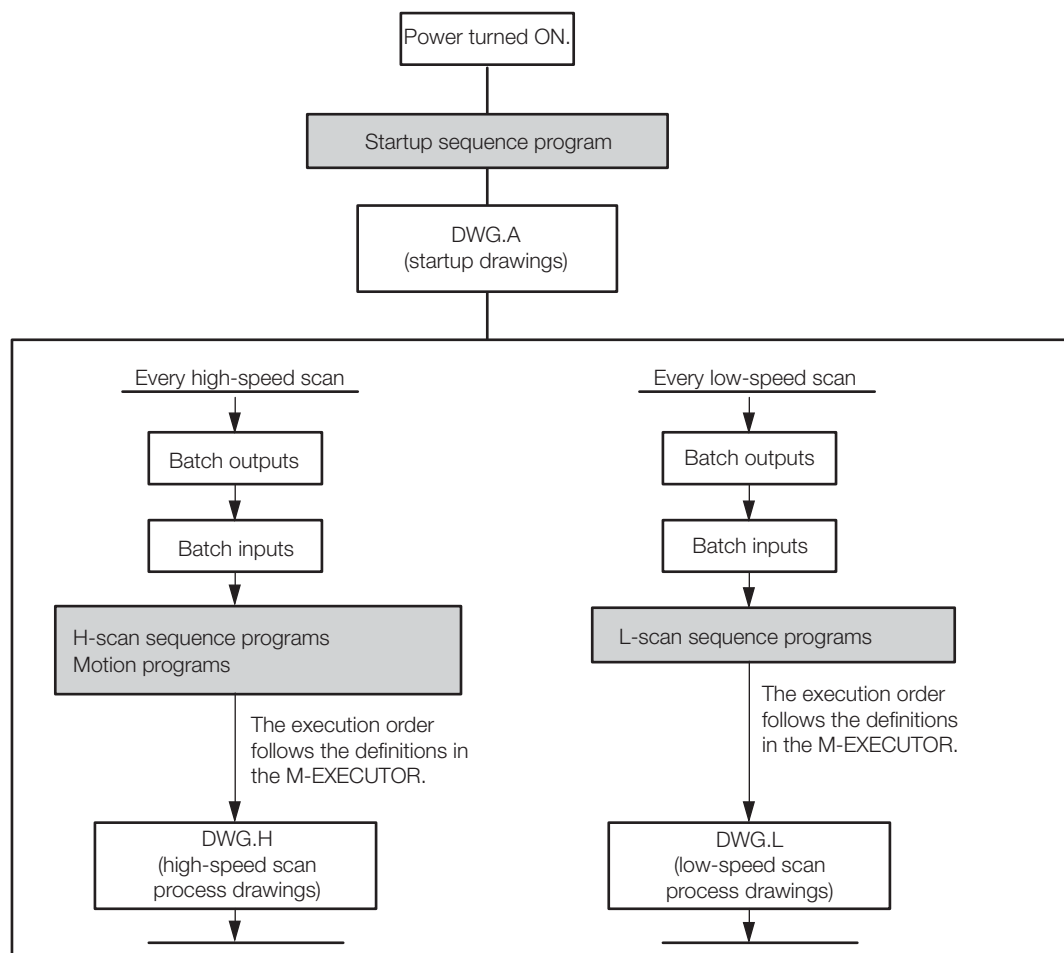 Power turned ON.
Startup sequence program
DWG.A
(startup drawings)
Every high-speed scan
Batch outputs
Batch inputs
H-scan sequence programs
Motion programs
The execution order
follows the definitions in
the M-EXECUTOR.
DWG.H
(high-speed scan
process drawings)
Every low-speed scan
Batch outputs
Batch inputs
L-scan sequence programs
The execution order
follows the definitions
in the M-EXECUTOR.
DWG.L
(low-speed scan
process drawings)